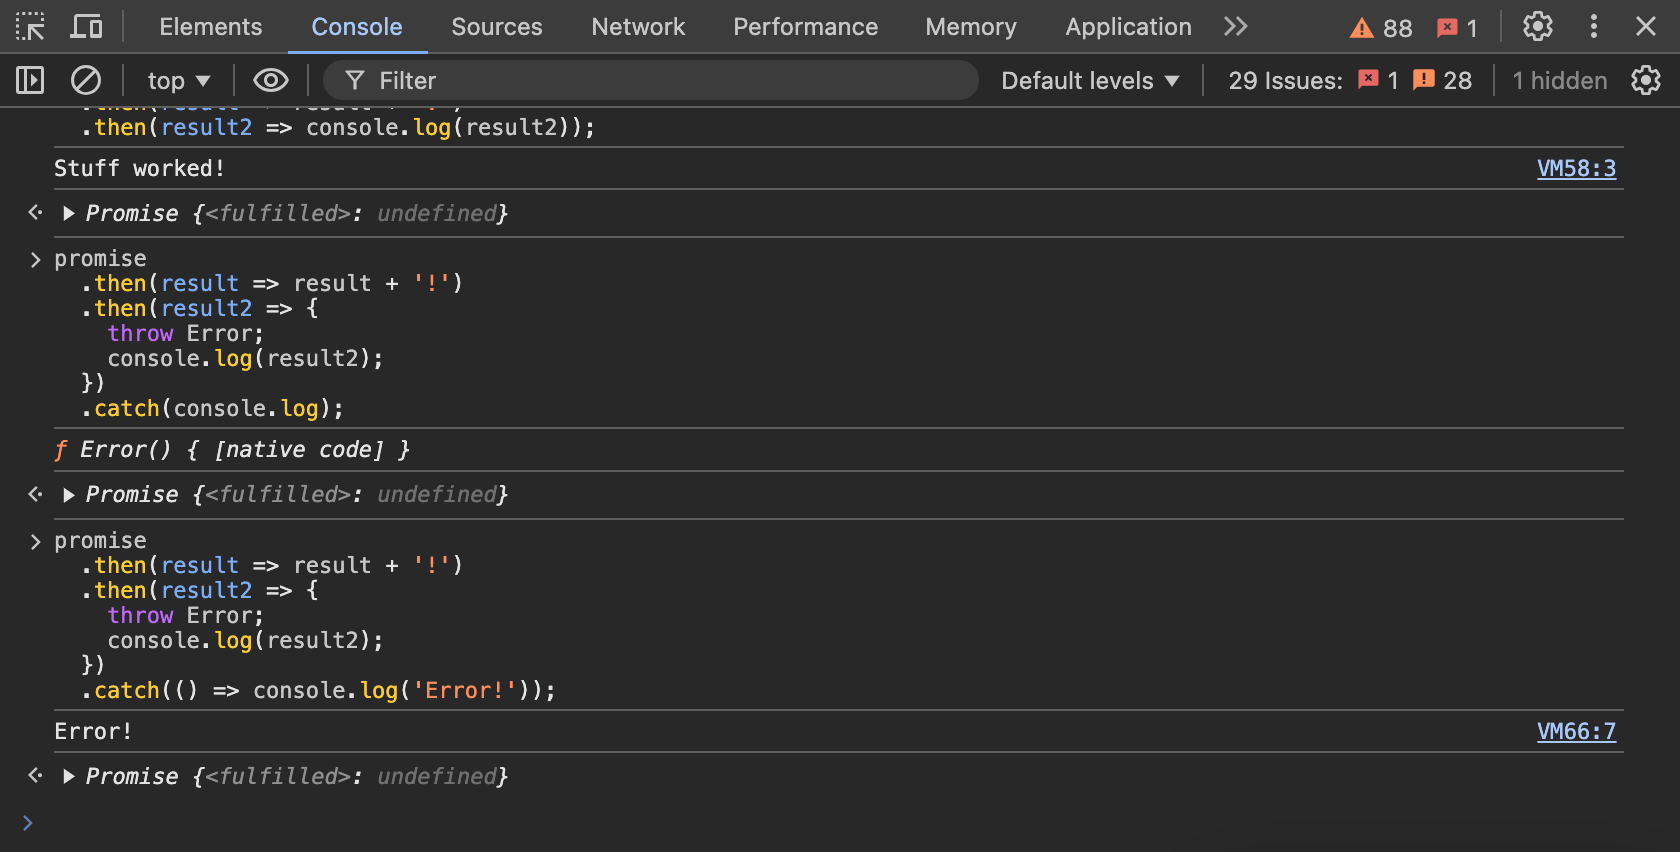 Elements Console Sources Network Performance Memory Application 88 1
top Filter Default levels 29 Issues: 1 28 1 hidden
.then(result => result + '!')
.then(result2 => console.log(result2));
Stuff worked! VM58:3
Promise {<fulfilled>: undefined}
promise
.then(result => result + '!')
.then(result2 => {
throw Error;
console.log(result2);
})
.catch(console.log);
ƒ Error() { [native code] }
Promise {<fulfilled>: undefined}
promise
.then(result => result + '!')
.then(result2 => {
throw Error;
console.log(result2);
})
.catch(() => console.log('Error!'));
Error! VM66:7
Promise {<fulfilled>: undefined}